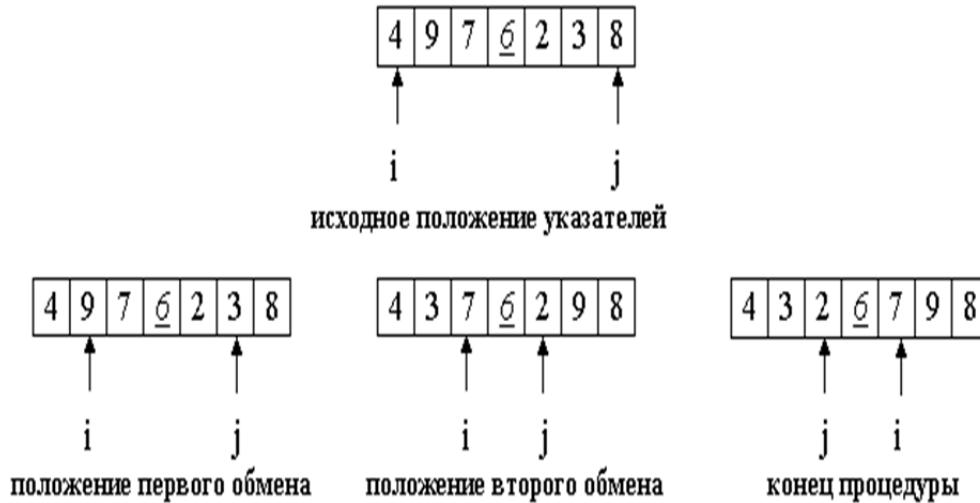 4 9 7 6 2 3 8
i j
исходное положение указателей
4 9 7 6 2 3 8
i j
положение первого обмена
4 3 7 6 2 9 8
i j
положение второго обмена
4 3 2 6 7 9 8
j i
конец процедуры